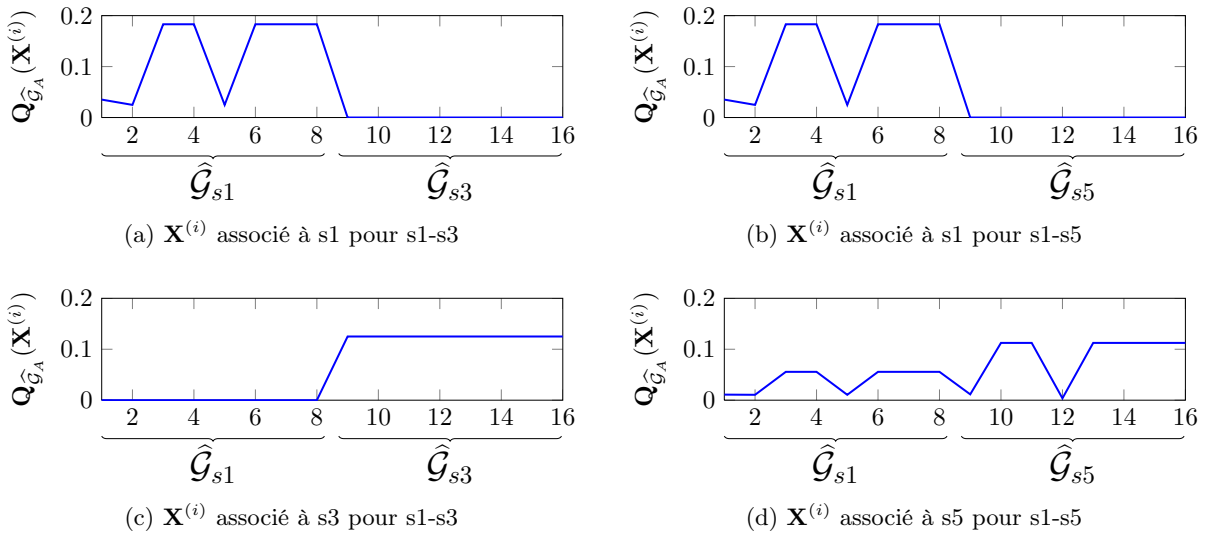 0.2
0.1
0
Q_{\widehat{\mathcal{G}}_A}(X^{(i)})
2 4 6 8 10 12 14 16
\widehat{\mathcal{G}}_{s1} \widehat{\mathcal{G}}_{s3}
(a) X^{(i)} associé à s1 pour s1-s3
0.2
0.1
0
Q_{\widehat{\mathcal{G}}_A}(X^{(i)})
2 4 6 8 10 12 14 16
\widehat{\mathcal{G}}_{s1} \widehat{\mathcal{G}}_{s5}
(b) X^{(i)} associé à s1 pour s1-s5
0.2
0.1
0
Q_{\widehat{\mathcal{G}}_A}(X^{(i)})
2 4 6 8 10 12 14 16
\widehat{\mathcal{G}}_{s1} \widehat{\mathcal{G}}_{s3}
(c) X^{(i)} associé à s3 pour s1-s3
0.2
0.1
0
Q_{\widehat{\mathcal{G}}_A}(X^{(i)})
2 4 6 8 10 12 14 16
\widehat{\mathcal{G}}_{s1} \widehat{\mathcal{G}}_{s5}
(d) X^{(i)} associé à s5 pour s1-s5